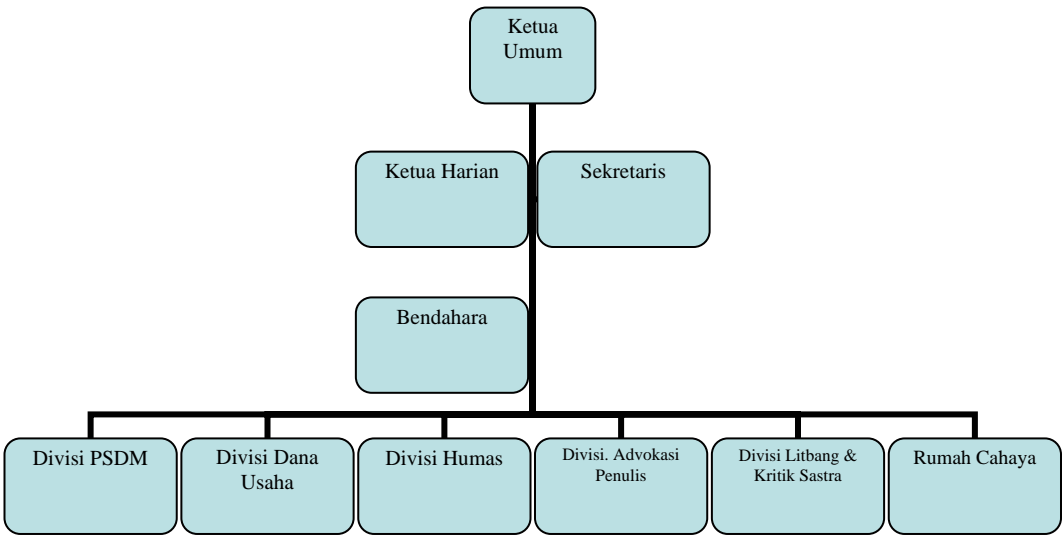 Ketua
Umum
Ketua Harian
Sekretaris
Bendahara
Divisi PSDM
Divisi Dana
Usaha
Divisi Humas
Divisi. Advokasi
Penulis
Divisi Litbang &
Kritik Sastra
Rumah Cahaya